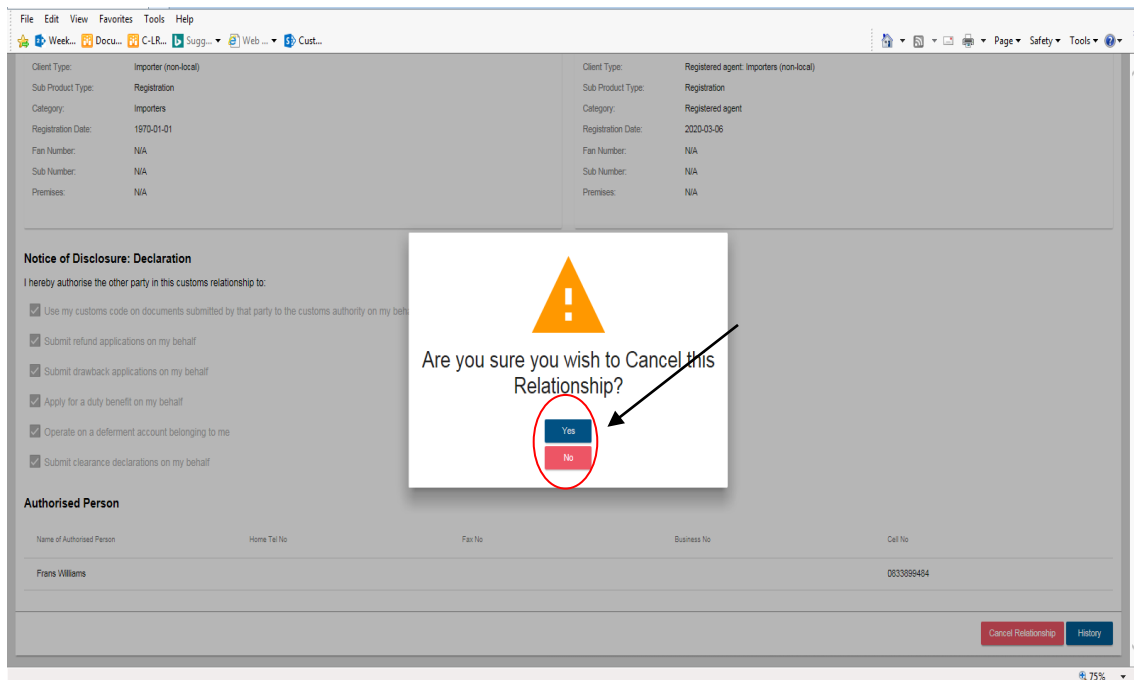 File Edit View Favorites Tools Help
Week... Docu... C-LR... Sugg... Web ... Cust...
Page Safety Tools
Client Type: Importer (non-local)
Sub Product Type: Registration
Category: Importers
Registration Date: 1970-01-01
Fan Number: N/A
Sub Number: N/A
Premises: N/A
Client Type: Registered agent: Importers (non-local)
Sub Product Type: Registration
Category: Registered agent
Registration Date: 2020-03-06
Fan Number: N/A
Sub Number: N/A
Premises: N/A
Notice of Disclosure: Declaration
I hereby authorise the other party in this customs relationship to:
Use my customs code on documents submitted by that party to the customs authority on my beh
Submit refund applications on my behalf
Submit drawback applications on my behalf
Apply for a duty benefit on my behalf
Operate on a deferment account belonging to me
Submit clearance declarations on my behalf
Are you sure you wish to Cancel this
Relationship?
Yes
No
Authorised Person
Name of Authorised Person Home Tel No Fax No Business No Cell No
Frans Williams 0833899484
Cancel Relationship History
75%